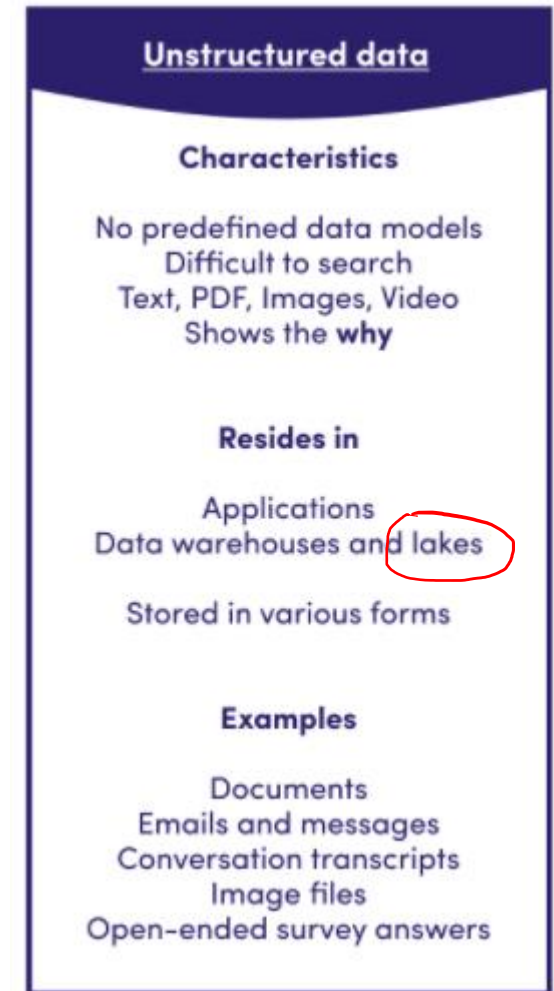 Unstructured data
Characteristics
No predefined data models
Difficult to search
Text, PDF, Images, Video
Shows the why
Resides in
Applications
Data warehouses and lakes
Stored in various forms
Examples
Documents
Emails and messages
Conversation transcripts
Image files
Open-ended survey answers